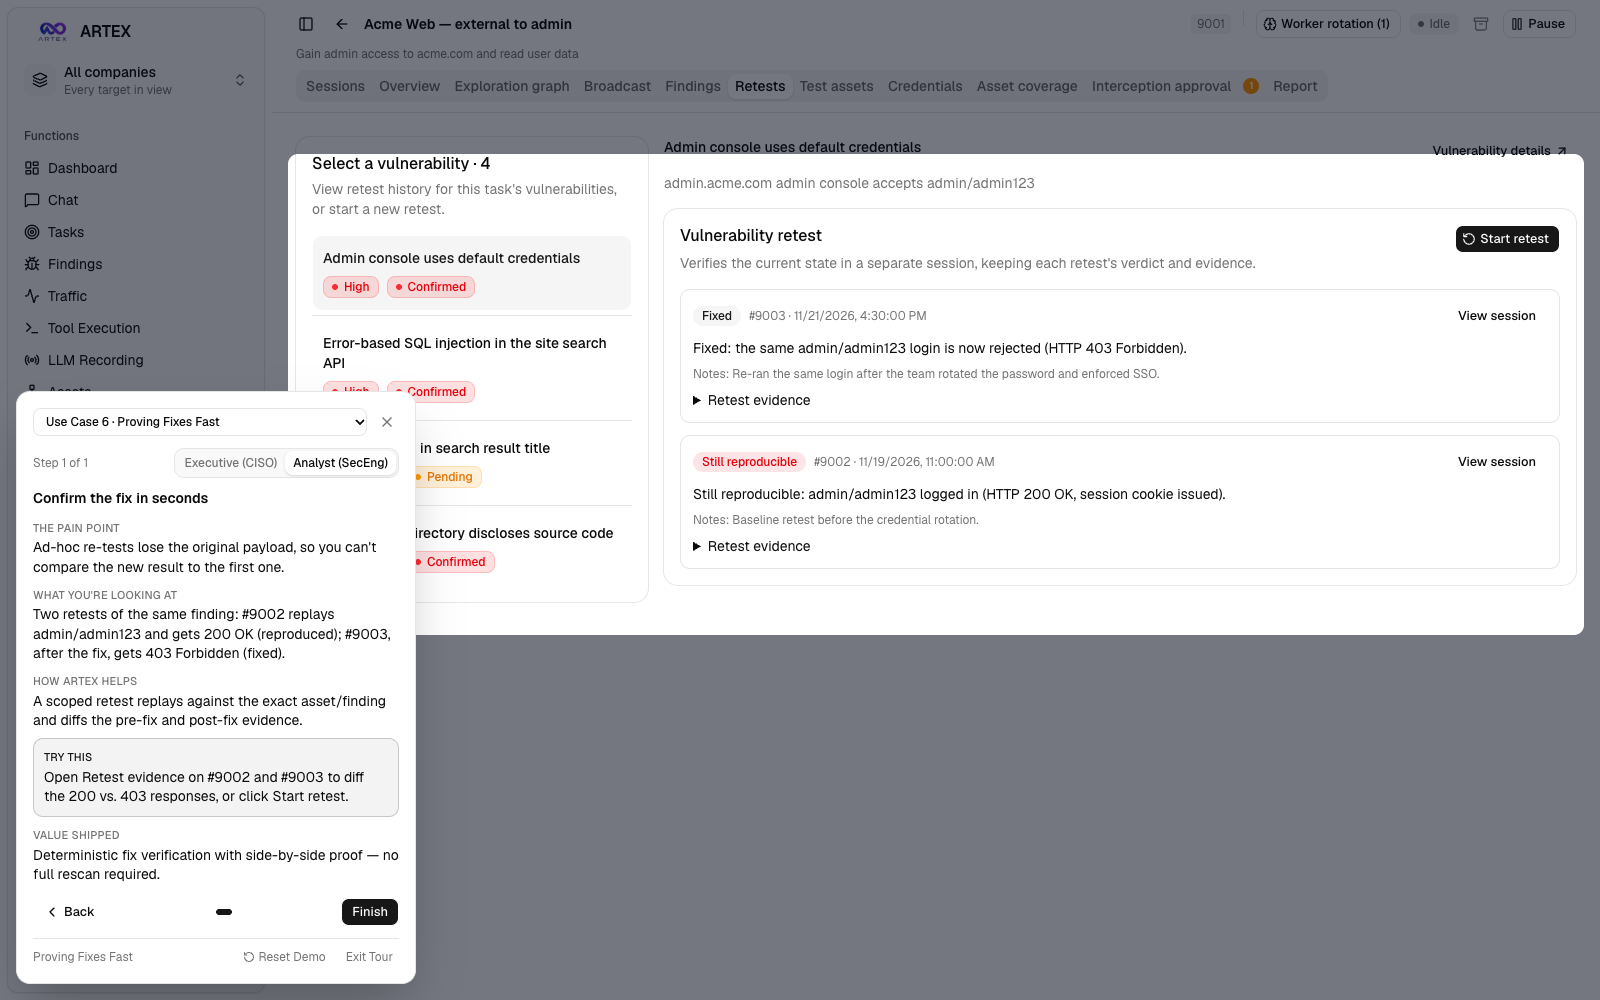 ARTEX
ARTEX
All companies
Every target in view
Functions
Dashboard
Chat
Tasks
Findings
Traffic
Tool Execution
LLM Recording
Assets
Acme Web — external to admin
9001
Worker rotation (1)
Idle
Pause
Gain admin access to acme.com and read user data
Sessions
Overview
Exploration graph
Broadcast
Findings
Retests
Test assets
Credentials
Asset coverage
Interception approval
1
Report
Select a vulnerability · 4
View retest history for this task's vulnerabilities,
or start a new retest.
Admin console uses default credentials
High
Confirmed
Error-based SQL injection in the site search
API
High
Confirmed
in search result title
Pending
irectory discloses source code
Confirmed
Admin console uses default credentials
Vulnerability details
admin.acme.com admin console accepts admin/admin123
Vulnerability retest
Start retest
Verifies the current state in a separate session, keeping each retest's verdict and evidence.
Fixed
#9003 · 11/21/2026, 4:30:00 PM
View session
Fixed: the same admin/admin123 login is now rejected (HTTP 403 Forbidden).
Notes: Re-ran the same login after the team rotated the password and enforced SSO.
Retest evidence
Still reproducible
#9002 · 11/19/2026, 11:00:00 AM
View session
Still reproducible: admin/admin123 logged in (HTTP 200 OK, session cookie issued).
Notes: Baseline retest before the credential rotation.
Retest evidence
Use Case 6 · Proving Fixes Fast
Step 1 of 1
Executive (CISO)
Analyst (SecEng)
Confirm the fix in seconds
THE PAIN POINT
Ad-hoc re-tests lose the original payload, so you can't
compare the new result to the first one.
WHAT YOU'RE LOOKING AT
Two retests of the same finding: #9002 replays
admin/admin123 and gets 200 OK (reproduced); #9003,
after the fix, gets 403 Forbidden (fixed).
HOW ARTEX HELPS
A scoped retest replays against the exact asset/finding
and diffs the pre-fix and post-fix evidence.
TRY THIS
Open Retest evidence on #9002 and #9003 to diff
the 200 vs. 403 responses, or click Start retest.
VALUE SHIPPED
Deterministic fix verification with side-by-side proof — no
full rescan required.
Back
Finish
Proving Fixes Fast
Reset Demo
Exit Tour